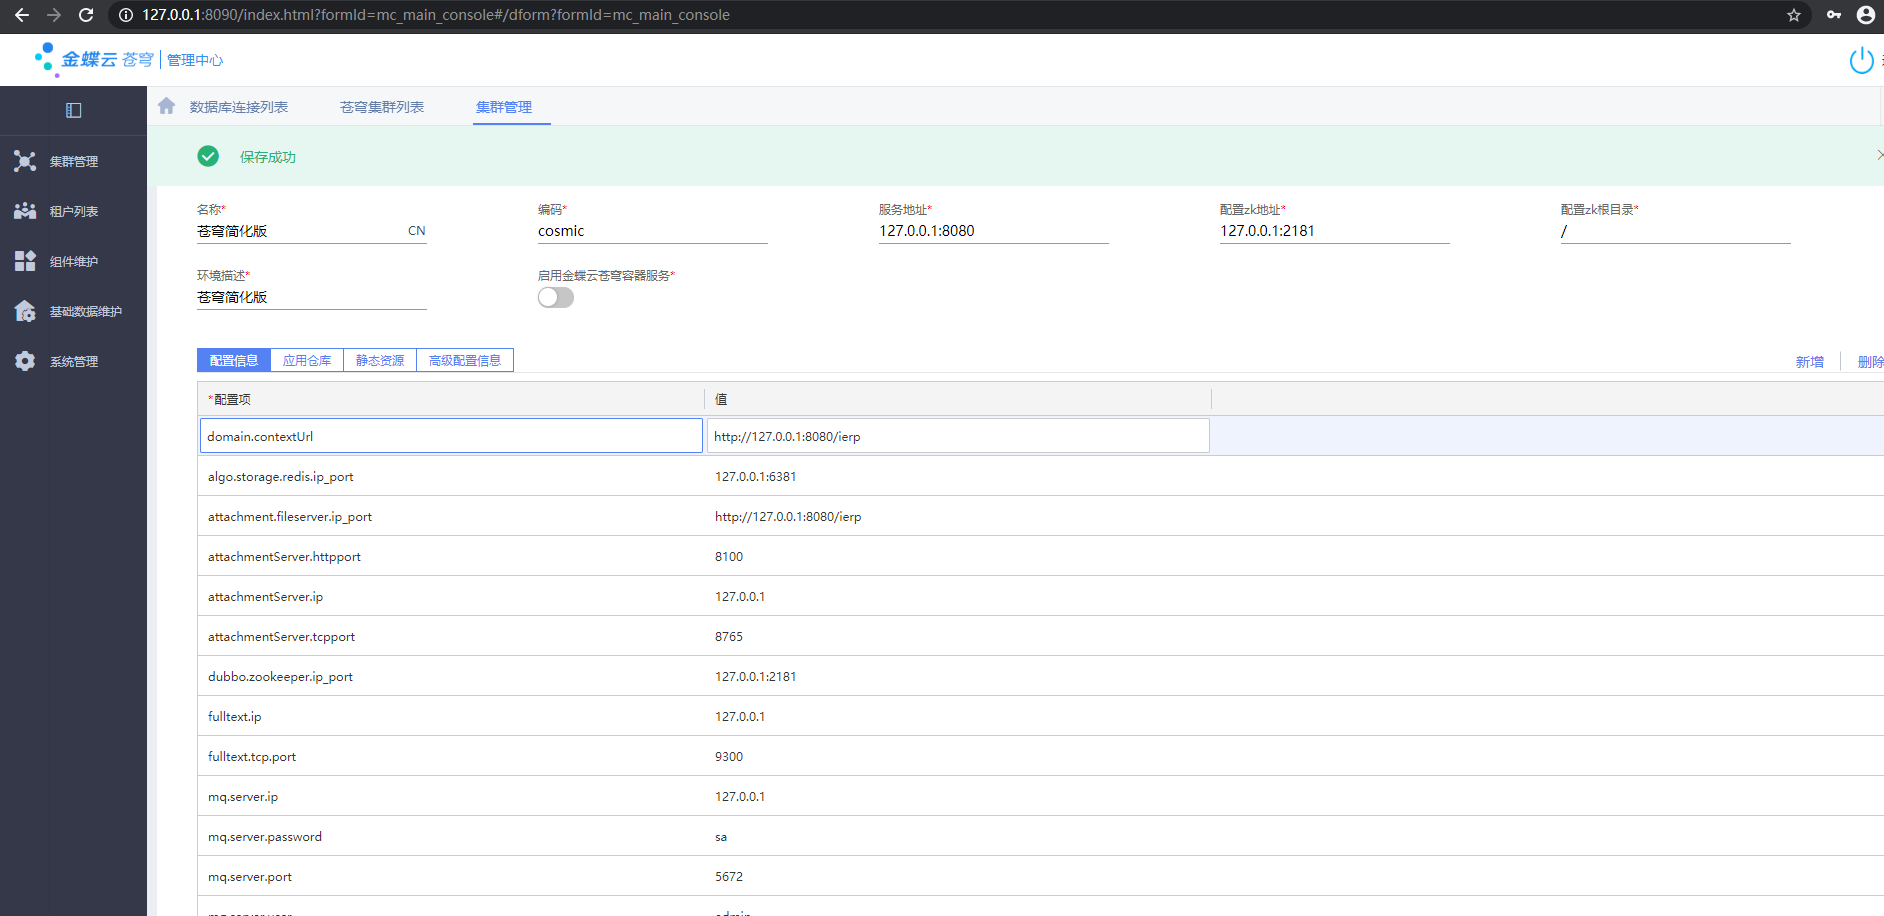 127.0.0.1:8090/index.html?formId=mc_main_console#/dform?formId=mc_main_console
金蝶云 苍穹 管理中心
数据库连接列表 苍穹集群列表 集群管理
保存成功
集群管理
租户列表
组件维护
基础数据维护
系统管理
名称* 编码* 服务地址* 配置zk地址* 配置zk根目录*
苍穹简化版 CN cosmic 127.0.0.1:8080 127.0.0.1:2181 /
环境描述* 启用金蝶云苍穹容器服务*
苍穹简化版
配置信息 应用仓库 静态资源 高级配置信息 新增 删除
*配置项 值
domain.contextUrl http://127.0.0.1:8080/ierp
algo.storage.redis.ip_port 127.0.0.1:6381
attachment.fileserver.ip_port http://127.0.0.1:8080/ierp
attachmentServer.httpport 8100
attachmentServer.ip 127.0.0.1
attachmentServer.tcpport 8765
dubbo.zookeeper.ip_port 127.0.0.1:2181
fulltext.ip 127.0.0.1
fulltext.tcp.port 9300
mq.server.ip 127.0.0.1
mq.server.password sa
mq.server.port 5672